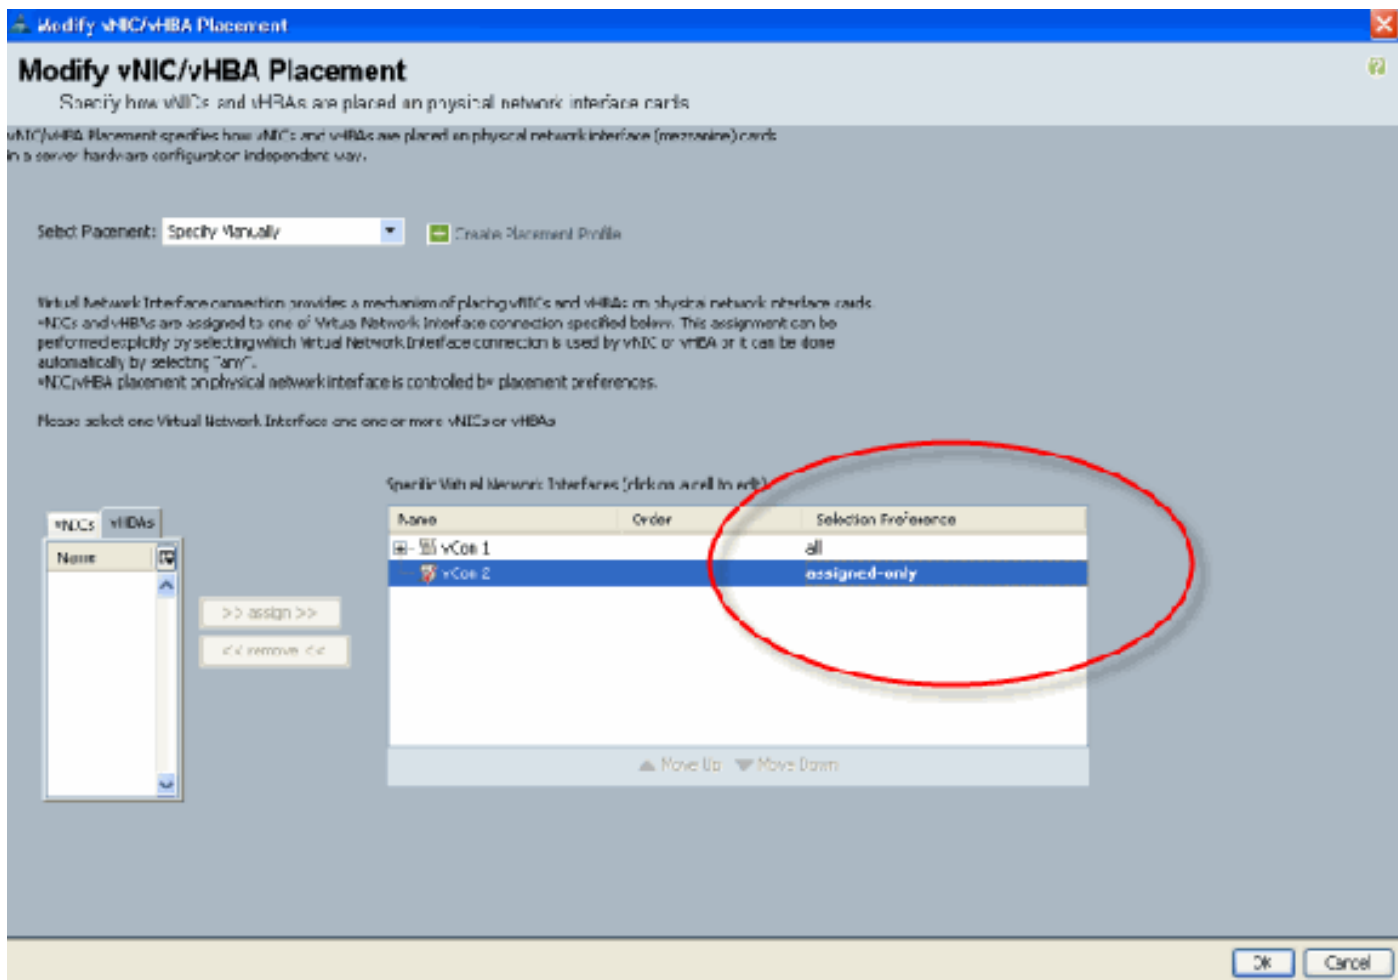 Modify vNIC/vHBA Placement
Modify vNIC/vHBA Placement
Specify how vNICs and vHBAs are placed on physical network interface cards
vNIC/vHBA Placement specifies how vNICs and vHBAs are placed on physical network interface (mezzanine) cards
in a server hardware configuration independent way.
Select Placement: Specify Manually
Create Placement Profile
Virtual Network Interface connection provides a mechanism of placing vNICs and vHBAs on physical network interface cards.
vNICs and vHBAs are assigned to one of Virtual Network Interface connection specified below. This assignment can be
performed explicitly by selecting which Virtual Network Interface connection is used by vNIC or vHBA or it can be done
automatically by selecting "any".
vNIC/vHBA placement on physical network interface is controlled by placement preferences.
Please select one Virtual Network Interface and one or more vNICs or vHBAs
Specific Virtual Network Interfaces (click on a cell to edit)
vNICs vHBAs
Name
>> assign >>
<< remove <<
Name Order Selection Preference
vCon 1 all
vCon 2 assigned-only
Move Up Move Down
OK Cancel